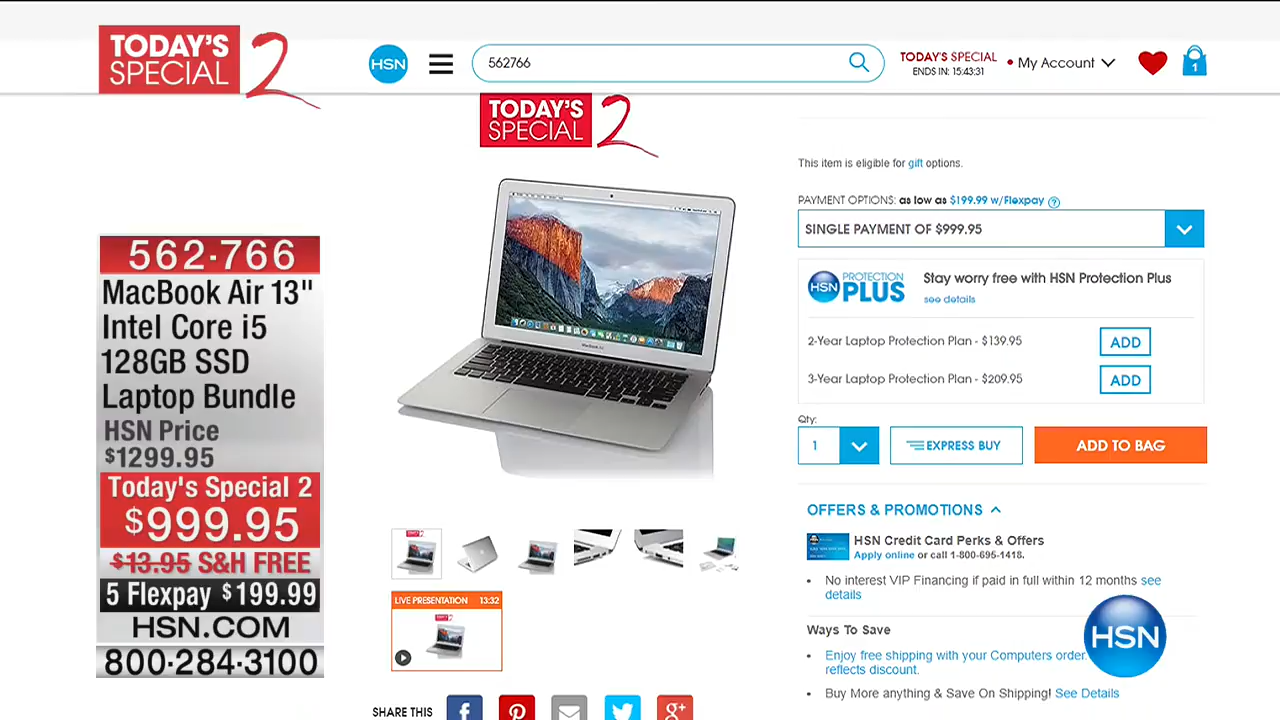 TODAY'S
SPECIAL 2
HSN
562766
TODAY'S SPECIAL
ENDS IN: 15:43:31
My Account
1
TODAY'S
SPECIAL 2
562-766
MacBook Air 13"
Intel Core i5
128GB SSD
Laptop Bundle
HSN Price
$1299.95
Today's Special 2
$999.95
$13.95 S&H FREE
5 Flexpay $199.99
HSN.COM
800-284-3100
MacBook Air
LIVE PRESENTATION 13:32
SHARE THIS
This item is eligible for gift options.
PAYMENT OPTIONS: as low as $199.99 w/Flexpay ?
SINGLE PAYMENT OF $999.95
HSN PROTECTION PLUS
Stay worry free with HSN Protection Plus
see details
2-Year Laptop Protection Plan - $139.95 ADD
3-Year Laptop Protection Plan - $209.95 ADD
Qty:
1 EXPRESS BUY ADD TO BAG
OFFERS & PROMOTIONS
HSN Credit Card Perks & Offers
Apply online or call 1-800-695-1418.
• No interest VIP Financing if paid in full within 12 months see
details
Ways To Save
• Enjoy free shipping with your Computers order.
reflects discount.
• Buy More anything & Save On Shipping! See Details
HSN